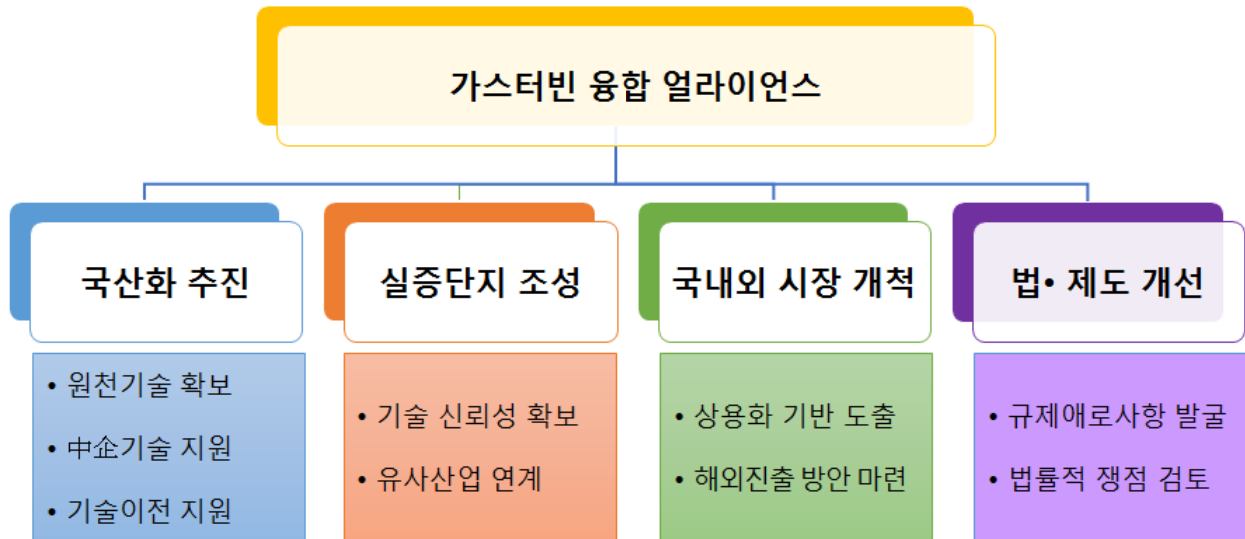 가스터빈 융합 얼라이언스
국산화 추진
• 원천기술 확보
• 中企기술 지원
• 기술이전 지원
실증단지 조성
• 기술 신뢰성 확보
• 유사산업 연계
국내외 시장 개척
• 상용화 기반 도출
• 해외진출 방안 마련
법• 제도 개선
• 규제애로사항 발굴
• 법률적 쟁점 검토